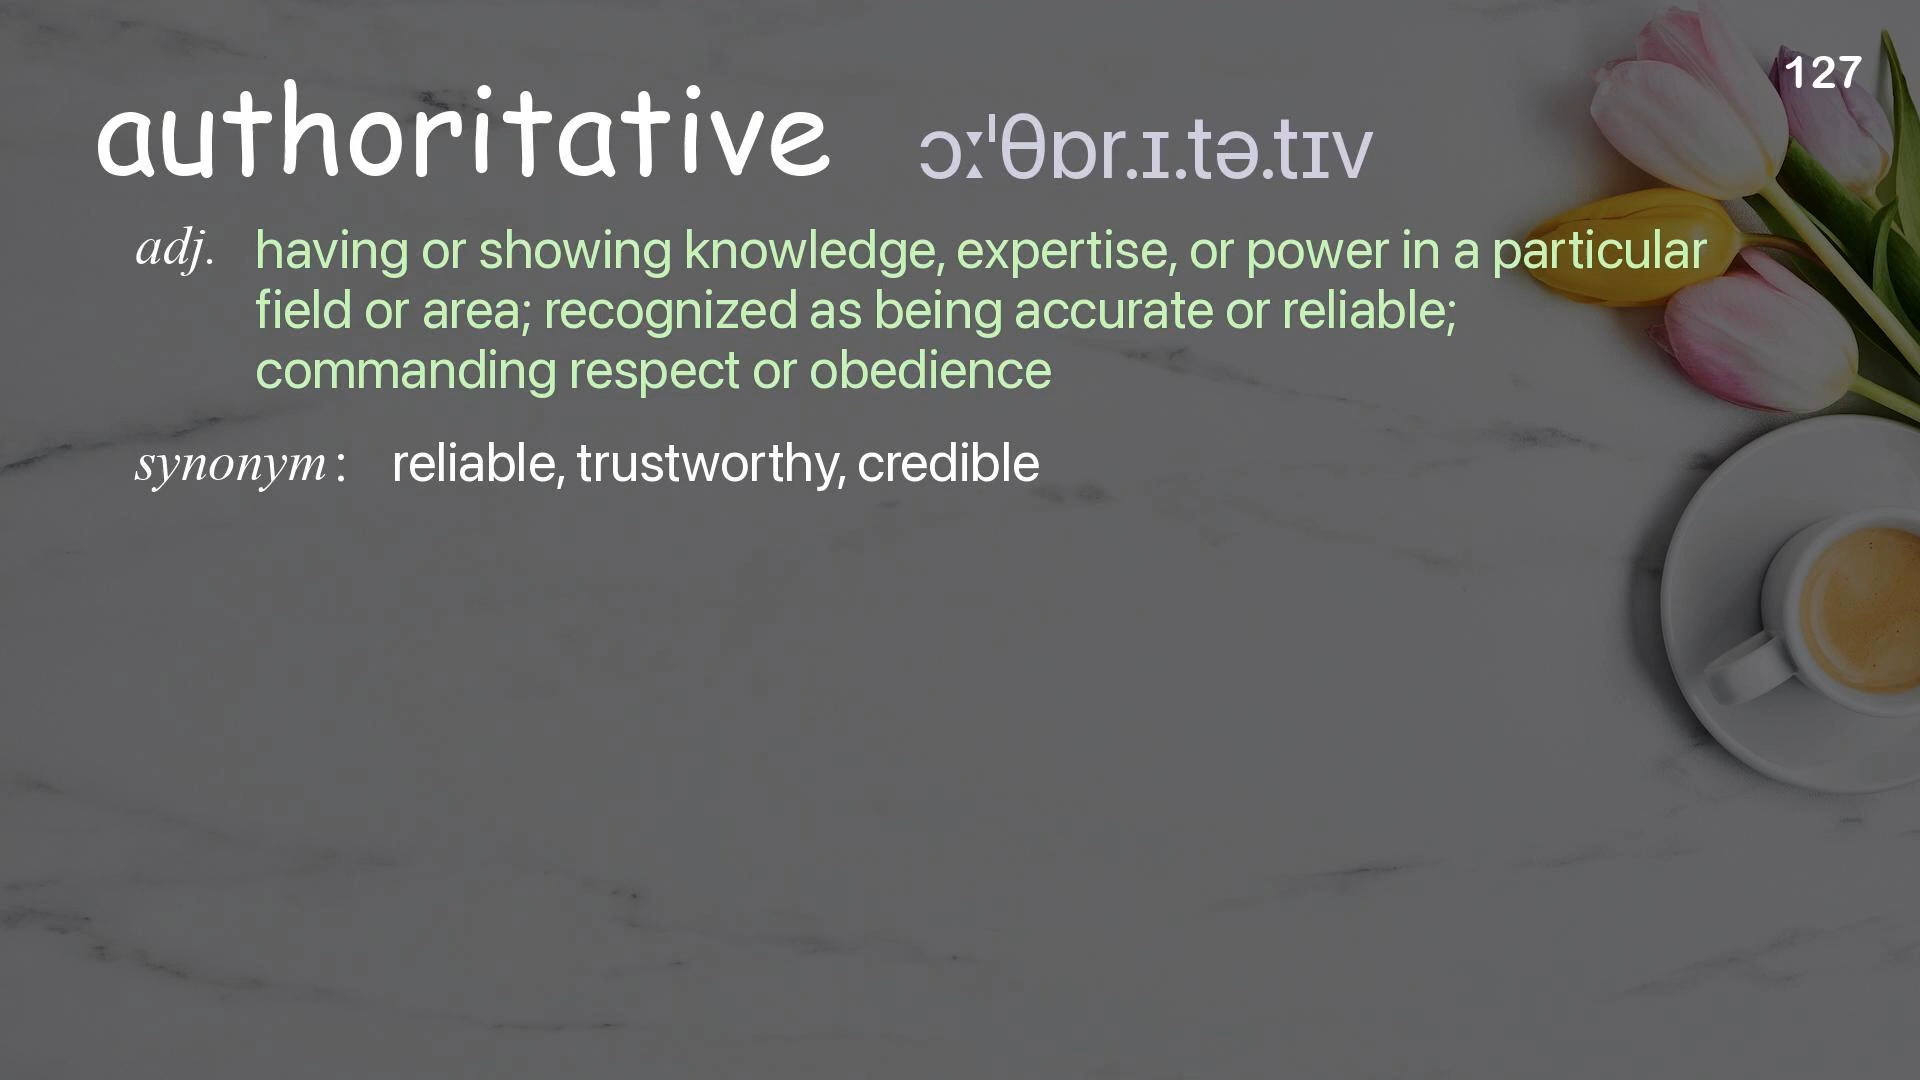 127
authoritative ɔːˈθɒr.ɪ.tə.tɪv
adj. having or showing knowledge, expertise, or power in a particular
field or area; recognized as being accurate or reliable;
commanding respect or obedience
synonym : reliable, trustworthy, credible